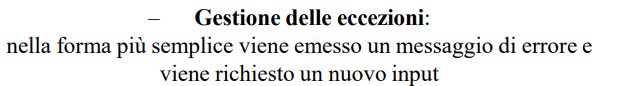 – Gestione delle eccezioni:
nella forma più semplice viene emesso un messaggio di errore e
viene richiesto un nuovo input